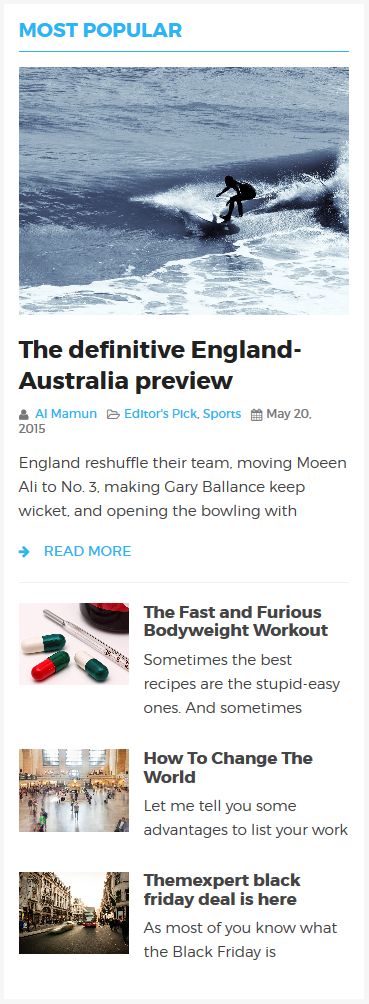 MOST POPULAR
The definitive England-
Australia preview
Al Mamun Editor's Pick, Sports May 20,
2015
England reshuffle their team, moving Moeen
Ali to No. 3, making Gary Ballance keep
wicket, and opening the bowling with
READ MORE
The Fast and Furious
Bodyweight Workout
Sometimes the best
recipes are the stupid-easy
ones. And sometimes
How To Change The
World
Let me tell you some
advantages to list your work
Themexpert black
friday deal is here
As most of you know what
the Black Friday is